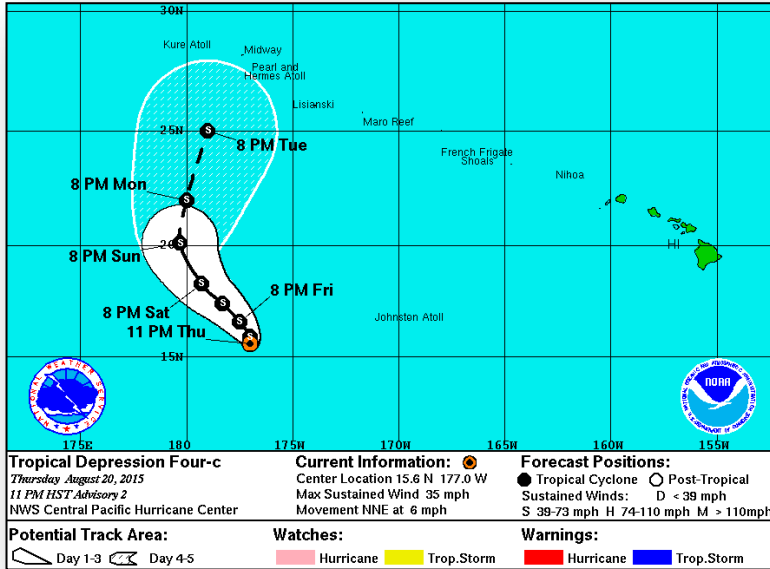 30N
Kure Atoll
Midway
Pearl and
Hermes Atoll
Lisianski
Maro Reef
25N
S
8 PM Tue
French Frigate
Shoals
Nihoa
8 PM Mon
S
20N
HI
S
8 PM Sun
S
8 PM Fri
8 PM Sat
S
S
Johnsten Atoll
11 PM Thu
S
15N
NATIONAL WEATHER SERVICE
NOAA
175E
180
175W
170W
165W
160W
155W
Tropical Depression Four-c
Thursday August 20, 2015
11 PM HST Advisory 2
NWS Central Pacific Hurricane Center
Current Information:
Center Location 15.6 N 177.0 W
Max Sustained Wind 35 mph
Movement NNE at 6 mph
Forecast Positions:
Tropical Cyclone Post-Tropical
Sustained Winds: D < 39 mph
S 39-73 mph H 74-110 mph M > 110mph
Potential Track Area:
Day 1-3 Day 4-5
Watches:
Hurricane Trop.Storm
Warnings:
Hurricane Trop.Storm